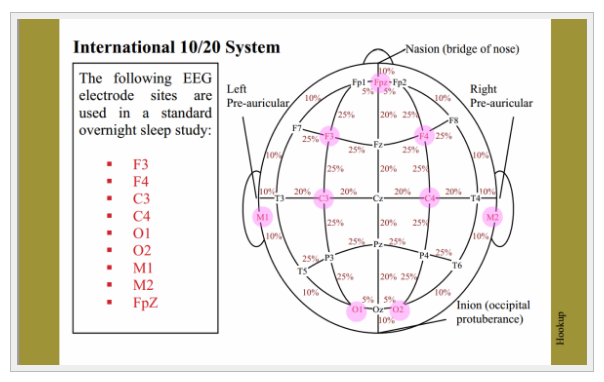 International 10/20 System
The following EEG
electrode sites are
used in a standard
overnight sleep study:
▪ F3
▪ F4
▪ C3
▪ C4
▪ O1
▪ O2
▪ M1
▪ M2
▪ FpZ
Nasion (bridge of nose)
Left
Pre-auricular
Right
Pre-auricular
10%
Fp1 Fpz Fp2
5% 5%
10% 10%
25% 20% 25%
F7 F3 F4 F8
25% 25%
Fz
25% 25%
10% 25% 20% 25% 10%
10% 20% 20% 20% 20% 10%
T3 C3 Cz C4 T4
M1 M2
10% 25% 20% 25% 10%
25% Pz 25%
25% P3 P4 25%
T5 T6
25% 20% 25%
10% 10%
5% 5%
O1 Oz O2
10%
Inion (occipital
protuberance)
Hookup